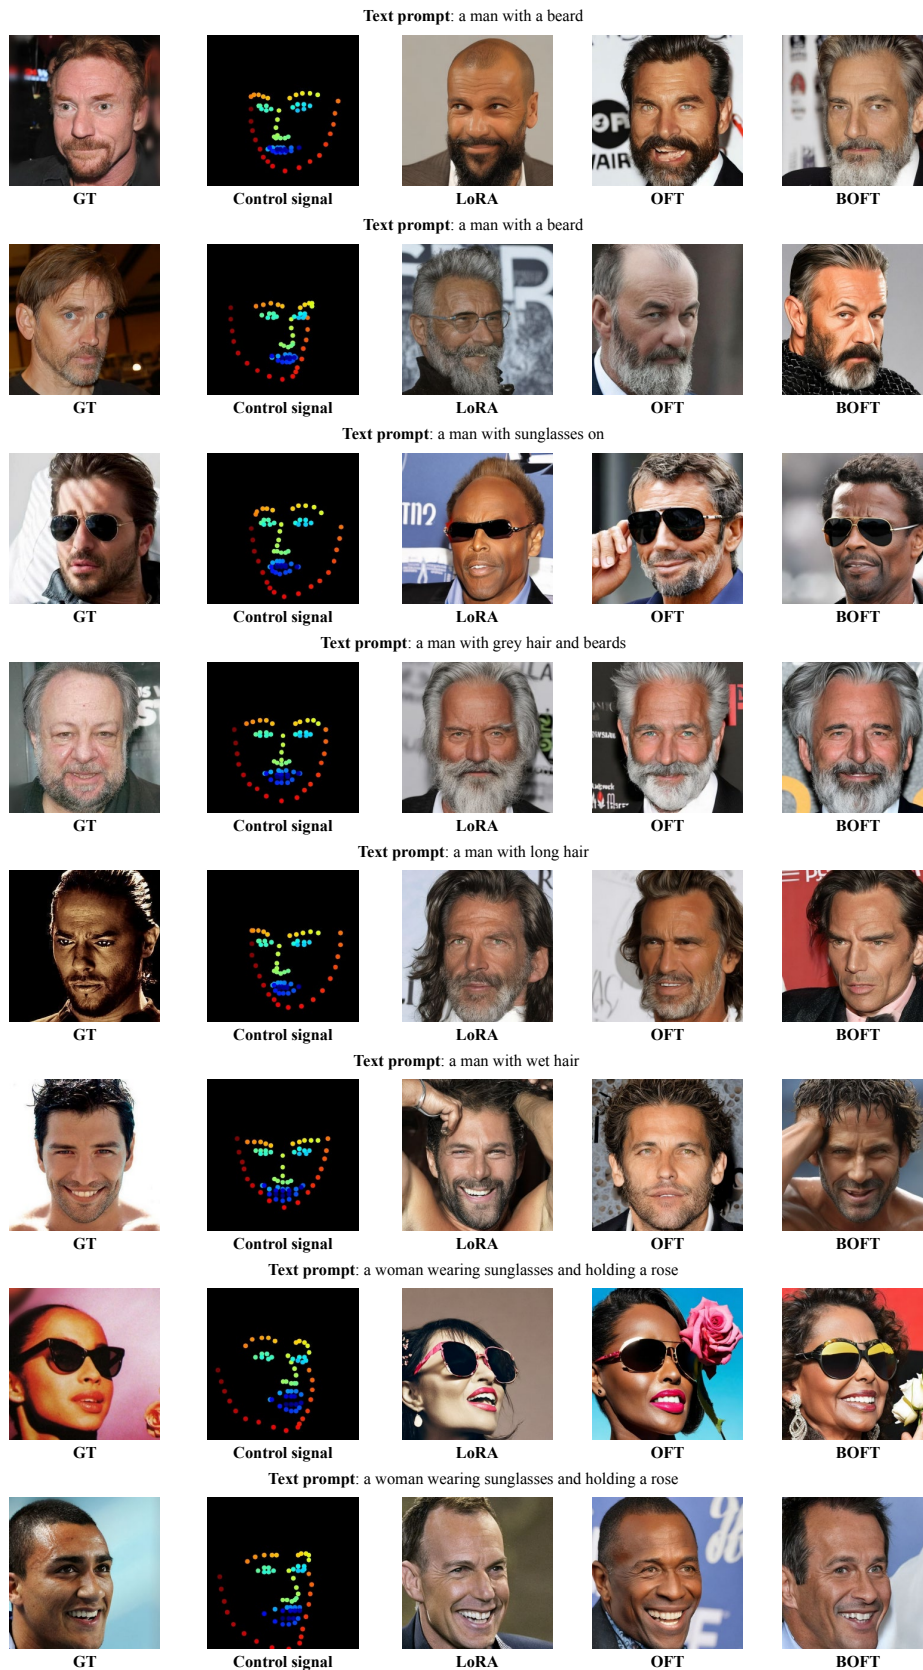 Text prompt: a man with a beard
GT Control signal LoRA OFT BOFT
Text prompt: a man with a beard
GT Control signal LoRA OFT BOFT
Text prompt: a man with sunglasses on
GT Control signal LoRA OFT BOFT
Text prompt: a man with grey hair and beards
GT Control signal LoRA OFT BOFT
Text prompt: a man with long hair
GT Control signal LoRA OFT BOFT
Text prompt: a man with wet hair
GT Control signal LoRA OFT BOFT
Text prompt: a woman wearing sunglasses and holding a rose
GT Control signal LoRA OFT BOFT
Text prompt: a woman wearing sunglasses and holding a rose
GT Control signal LoRA OFT BOFT